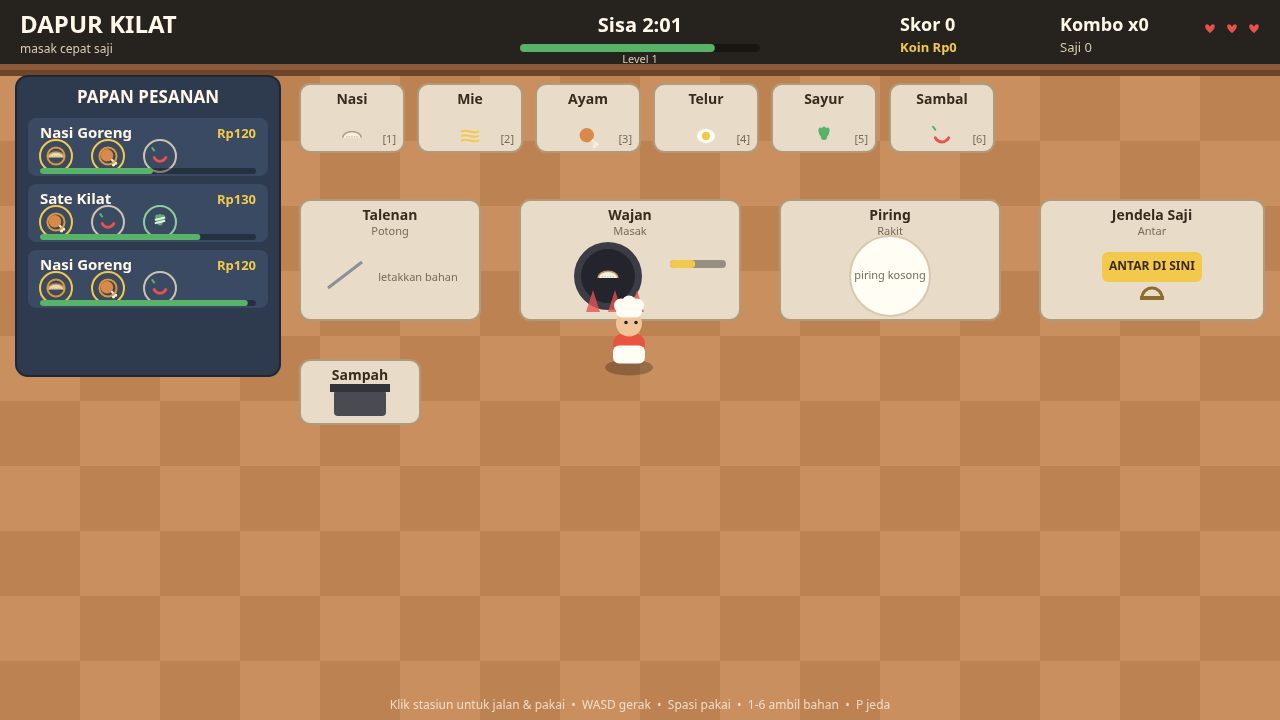 DAPUR KILAT
masak cepat saji
Sisa 2:01
Level 1
Skor 0
Koin Rp0
Kombo x0
Saji 0
PAPAN PESANAN
Nasi Goreng Rp120
Sate Kilat Rp130
Nasi Goreng Rp120
Nasi [1]
Mie [2]
Ayam [3]
Telur [4]
Sayur [5]
Sambal [6]
Talenan
Potong
letakkan bahan
Wajan
Masak
Piring
Rakit
piring kosong
Jendela Saji
Antar
ANTAR DI SINI
Sampah
Klik stasiun untuk jalan & pakai • WASD gerak • Spasi pakai • 1-6 ambil bahan • P jeda